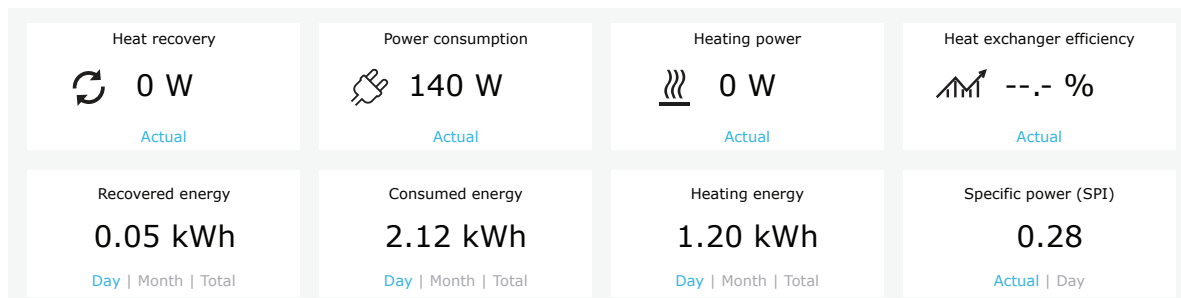 Heat recovery
0 W
Actual
Power consumption
140 W
Actual
Heating power
0 W
Actual
Heat exchanger efficiency
--.- %
Actual
Recovered energy
0.05 kWh
Day | Month | Total
Consumed energy
2.12 kWh
Day | Month | Total
Heating energy
1.20 kWh
Day | Month | Total
Specific power (SPI)
0.28
Actual | Day